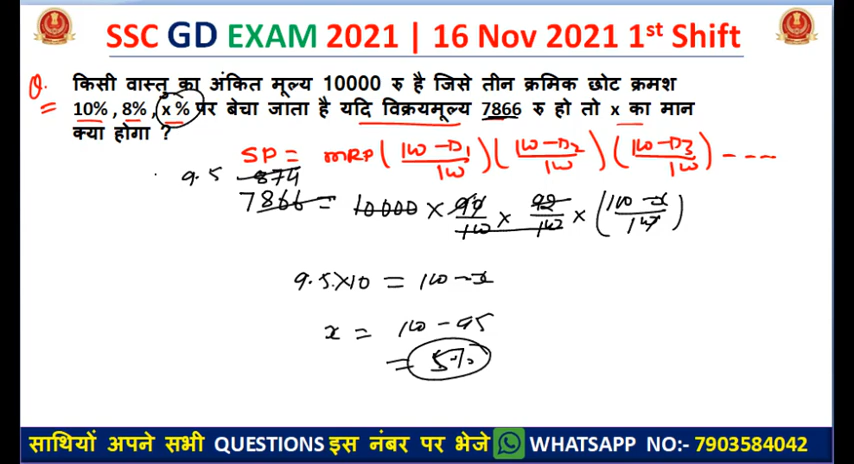 SSC GD EXAM 2021 | 16 Nov 2021 1st Shift
Q. किसी वास्तु का अंकित मूल्य 10000 रु है जिसे तीन क्रमिक छोट क्रमश
10%, 8%, x% पर बेचा जाता है यदि विक्रयमूल्य 7866 रु हो तो x का मान
क्या होगा ?
SP = MRP (100-D1/100) (100-D2/100) (100-D3/100) ----
9.5 874
7866 = 10000 × 90/100 × 92/100 × (100-x/100)
9.5×10 = 100-x
x = 100-95
= 5%
साथियों अपने सभी QUESTIONS इस नंबर पर भेजे WHATSAPP NO:- 7903584042